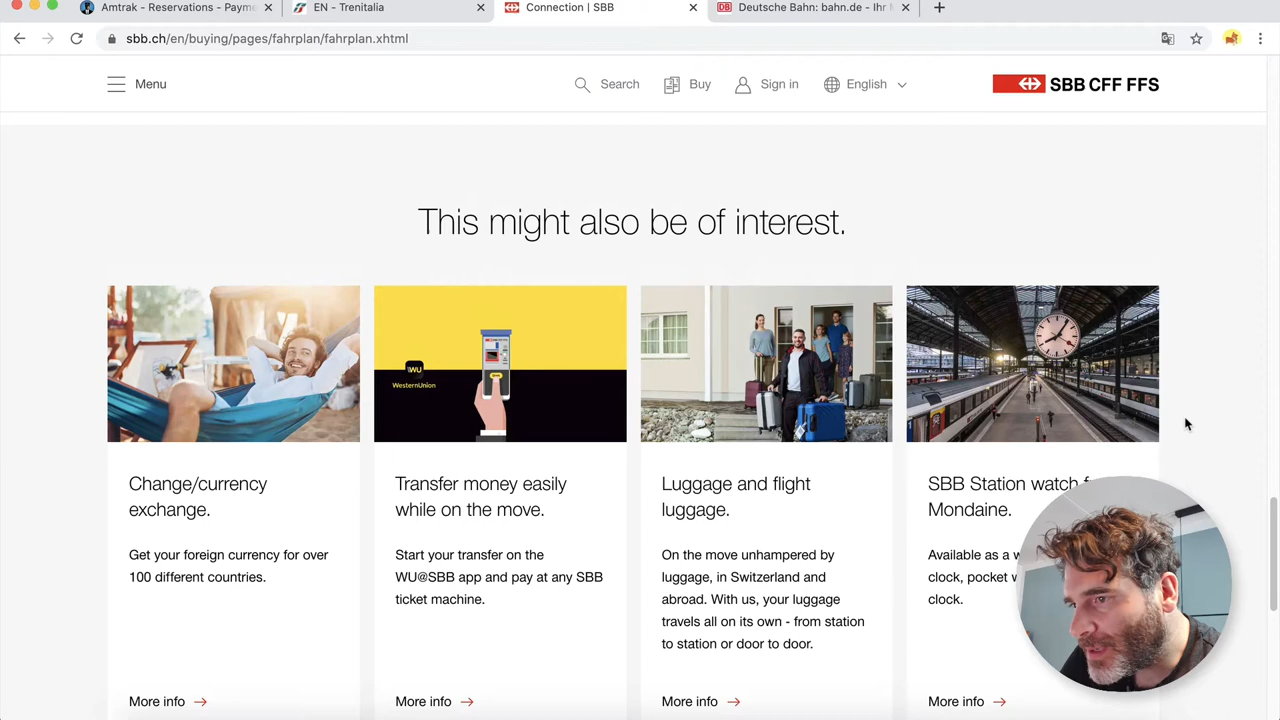 Amtrak - Reservations - Payme
EN - Trenitalia
Connection | SBB
DB Deutsche Bahn: bahn.de - Ihr M
sbb.ch/en/buying/pages/fahrplan/fahrplan.xhtml
Menu
Search
Buy
Sign in
English
SBB CFF FFS
This might also be of interest.
WU
WesternUnion
Change/currency
exchange.
Get your foreign currency for over
100 different countries.
More info
Transfer money easily
while on the move.
Start your transfer on the
WU@SBB app and pay at any SBB
ticket machine.
More info
Luggage and flight
luggage.
On the move unhampered by
luggage, in Switzerland and
abroad. With us, your luggage
travels all on its own - from station
to station or door to door.
More info
SBB Station watch f
Mondaine.
Available as a w
clock, pocket w
clock.
More info